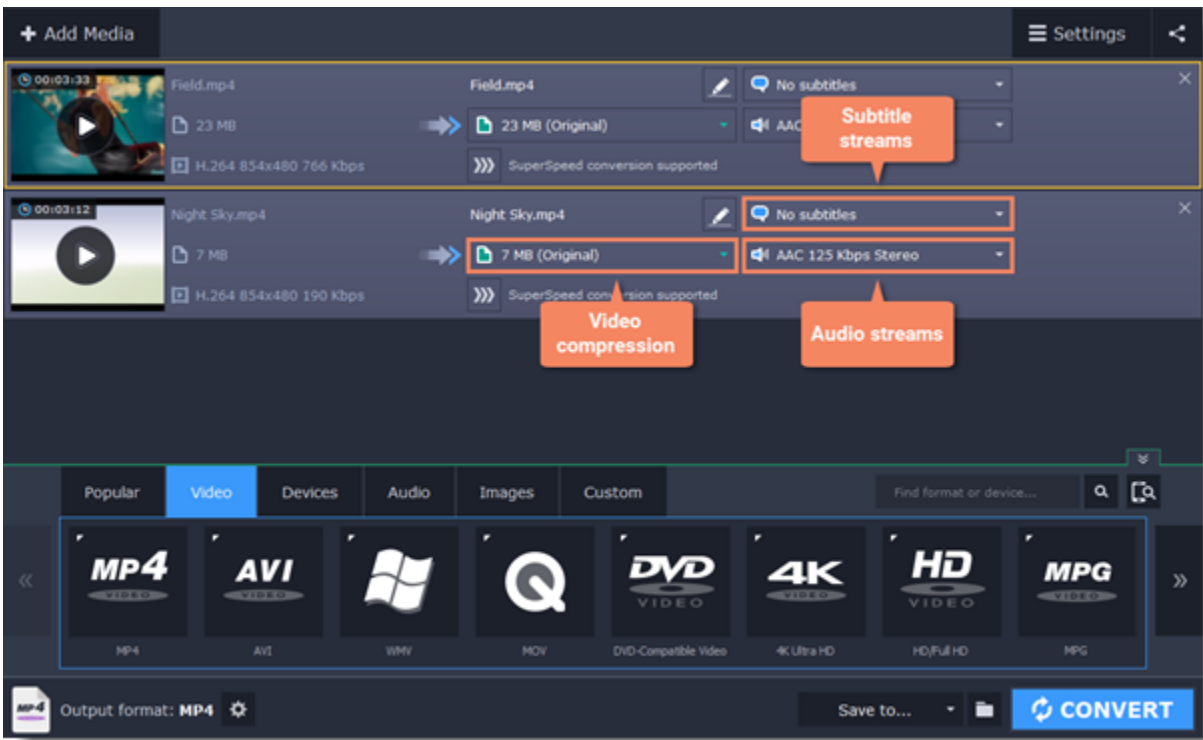 Add Media
Settings
00:03:33
Field.mp4
Field.mp4
No subtitles
23 MB
23 MB (Original)
AAC
H.264 854x480 766 Kbps
SuperSpeed conversion supported
Subtitle
streams
00:03:12
Night Sky.mp4
Night Sky.mp4
No subtitles
7 MB
7 MB (Original)
AAC 125 Kbps Stereo
H.264 854x480 190 Kbps
SuperSpeed conversion supported
Video
compression
Audio streams
Popular
Video
Devices
Audio
Images
Custom
Find format or device...
MP4
VIDEO
AVI
VIDEO
DVD
VIDEO
4K
VIDEO
HD
VIDEO
MPG
VIDEO
MP4
AVI
WMV
MOV
DVD-Compatible Video
4K Ultra HD
HD/Full HD
MPG
MP4
Output format: MP4
Save to...
CONVERT